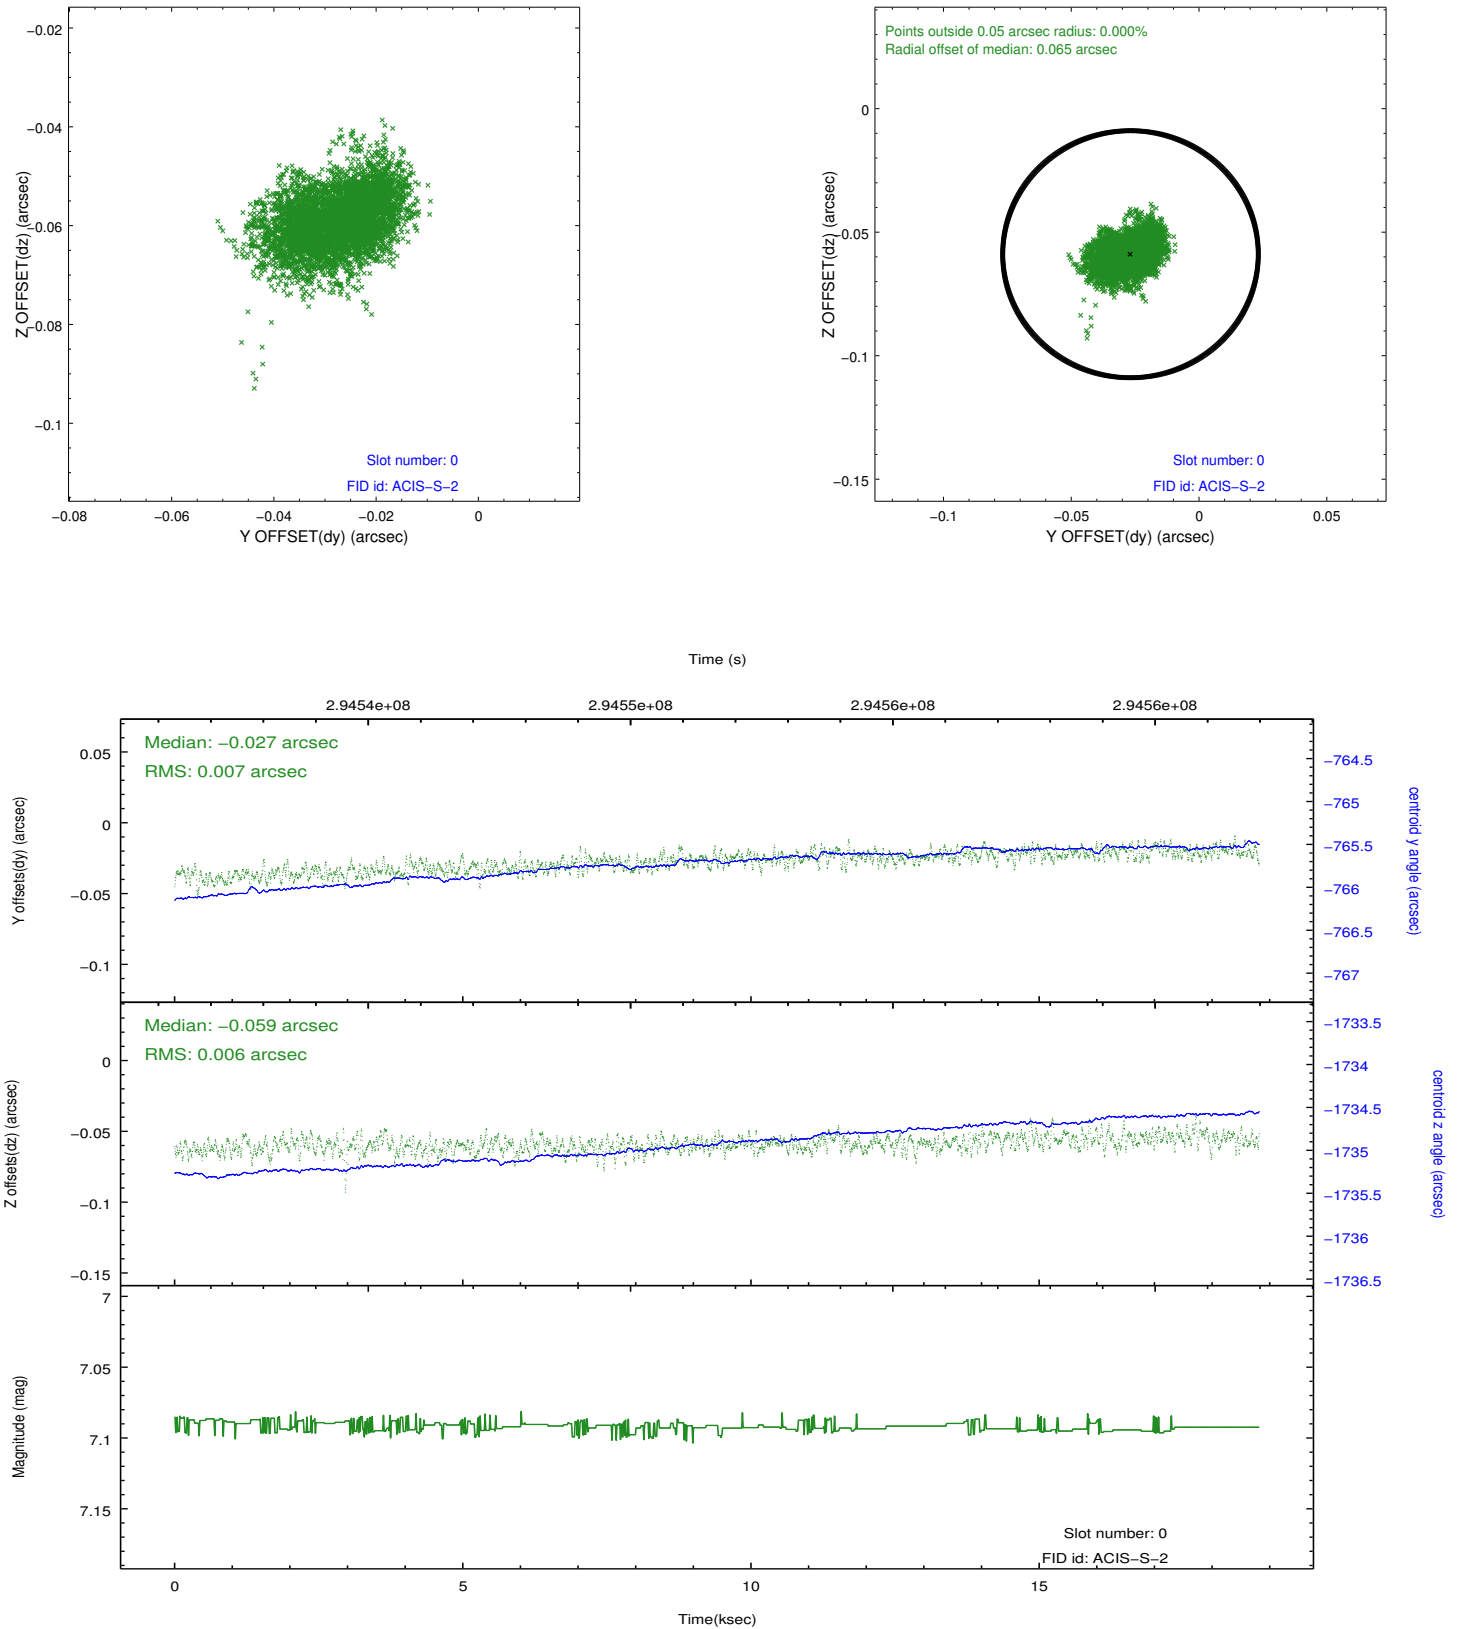 −0.02
−0.04
−0.06
−0.08
−0.1
Z OFFSET(dz) (arcsec)
Slot number: 0
FID id: ACIS−S−2
−0.08
−0.06
−0.04
−0.02
0
Y OFFSET(dy) (arcsec)
Points outside 0.05 arcsec radius: 0.000%
Radial offset of median: 0.065 arcsec
0
−0.05
−0.1
−0.15
Z OFFSET(dz) (arcsec)
Slot number: 0
FID id: ACIS−S−2
−0.1
−0.05
0
0.05
Y OFFSET(dy) (arcsec)
Time (s)
2.9454e+08
2.9455e+08
2.9456e+08
2.9456e+08
Median: −0.027 arcsec
RMS: 0.007 arcsec
0.05
0
−0.05
−0.1
Y offsets(dy) (arcsec)
−764.5
−765
−765.5
−766
−766.5
−767
centroid y angle (arcsec)
Median: −0.059 arcsec
RMS: 0.006 arcsec
0
−0.05
−0.1
−0.15
Z offsets(dz) (arcsec)
−1733.5
−1734
−1734.5
−1735
−1735.5
−1736
−1736.5
centroid z angle (arcsec)
7
7.05
7.1
7.15
Magnitude (mag)
Slot number: 0
FID id: ACIS−S−2
0
5
10
15
Time(ksec)